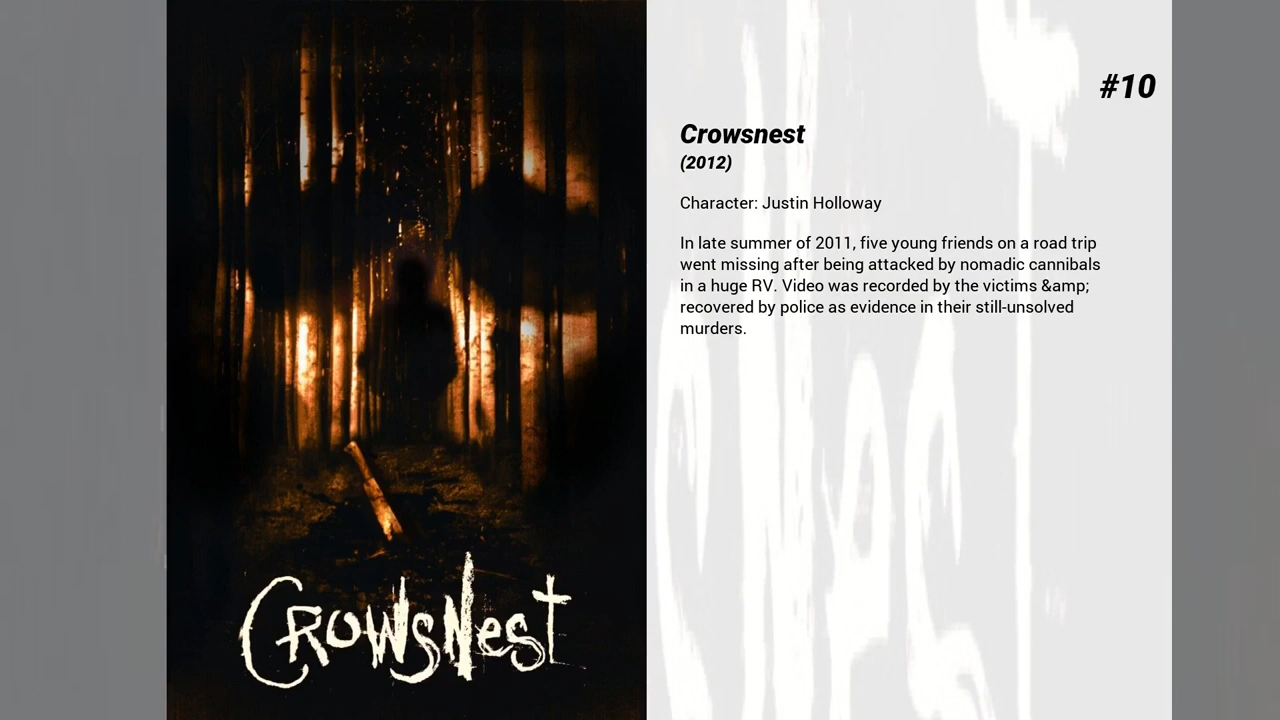 #10
Crowsnest
(2012)
Character: Justin Holloway
In late summer of 2011, five young friends on a road trip
went missing after being attacked by nomadic cannibals
in a huge RV. Video was recorded by the victims &amp;
recovered by police as evidence in their still-unsolved
murders.
CROWSNEST